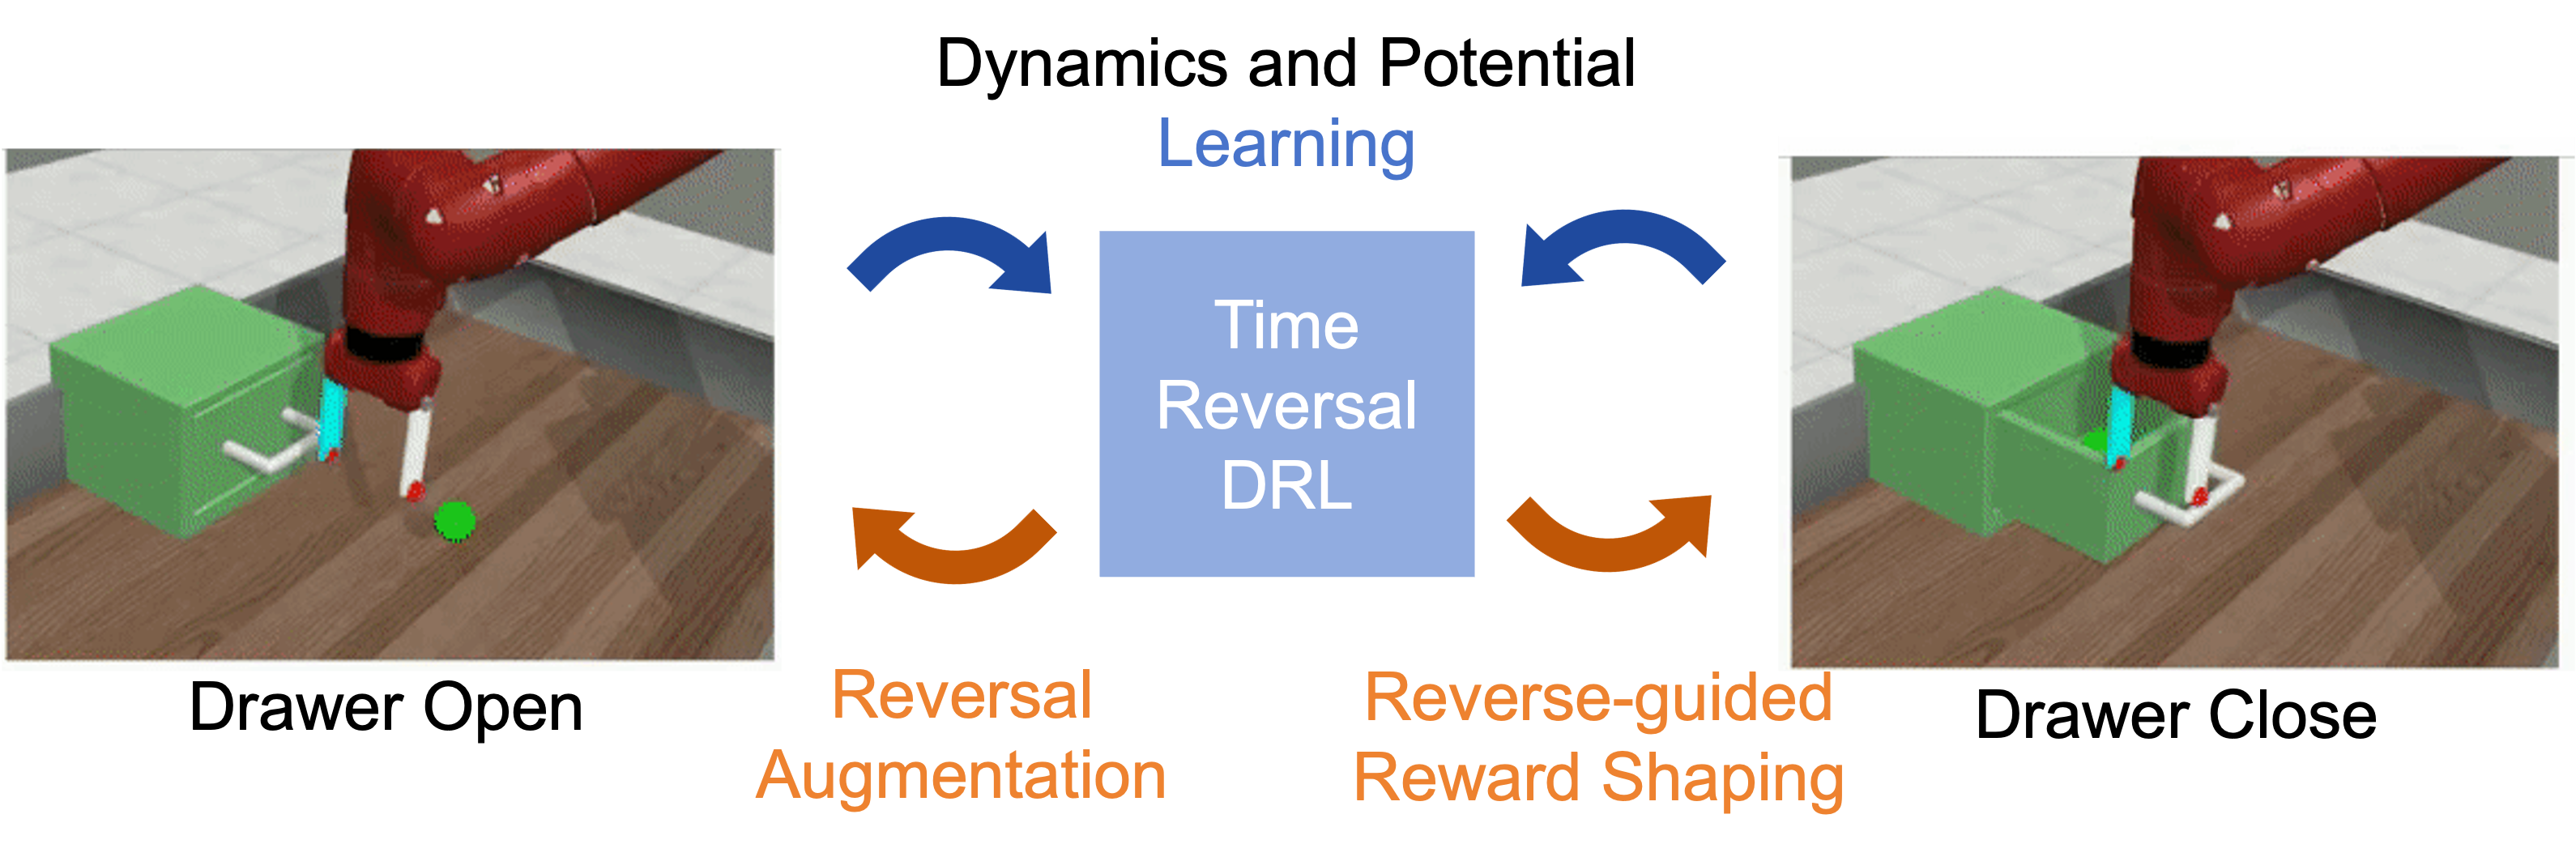 Dynamics and Potential
Learning
Time
Reversal
DRL
Drawer Open
Reversal
Augmentation
Reverse-guided
Reward Shaping
Drawer Close